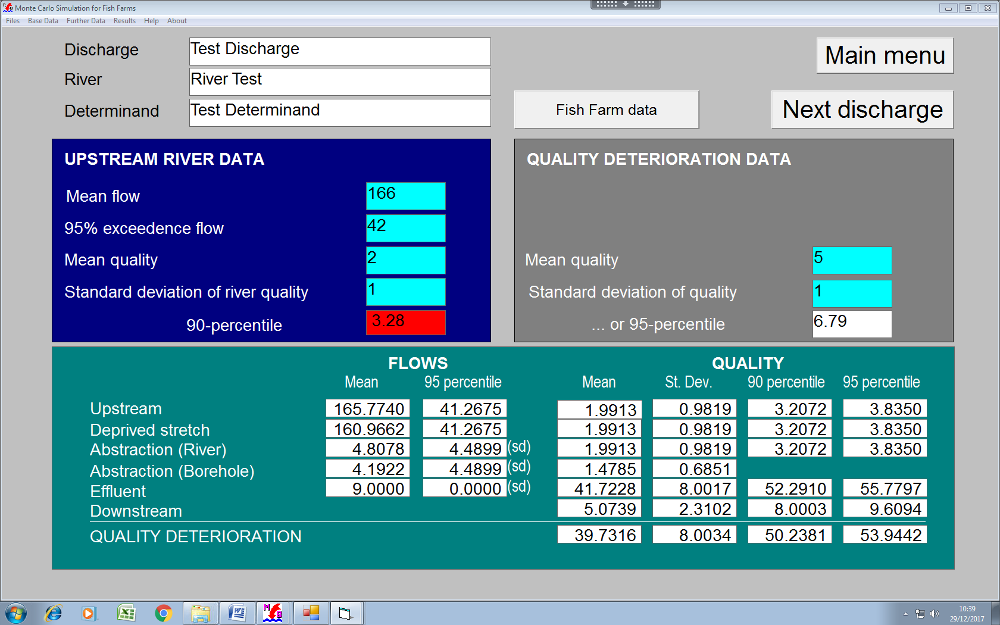 Monte Carlo Simulation for Fish Farms
Files Base Data Further Data Results Help About
Discharge Test Discharge
Main menu
River River Test
Determinand Test Determinand
Fish Farm data
Next discharge
UPSTREAM RIVER DATA
Mean flow 166
95% exceedence flow 42
Mean quality 2
Standard deviation of river quality 1
90-percentile 3.28
QUALITY DETERIORATION DATA
Mean quality 5
Standard deviation of quality 1
... or 95-percentile 6.79
FLOWS QUALITY
Mean 95 percentile Mean St. Dev. 90 percentile 95 percentile
Upstream 165.7740 41.2675 1.9913 0.9819 3.2072 3.8350
Deprived stretch 160.9662 41.2675 1.9913 0.9819 3.2072 3.8350
Abstraction (River) 4.8078 4.4899 (sd) 1.9913 0.9819 3.2072 3.8350
Abstraction (Borehole) 4.1922 4.4899 (sd) 1.4785 0.6851
Effluent 9.0000 0.0000 (sd) 41.7228 8.0017 52.2910 55.7797
Downstream 5.0739 2.3102 8.0003 9.6094
QUALITY DETERIORATION 39.7316 8.0034 50.2381 53.9442
M B
10:39
29/12/2017